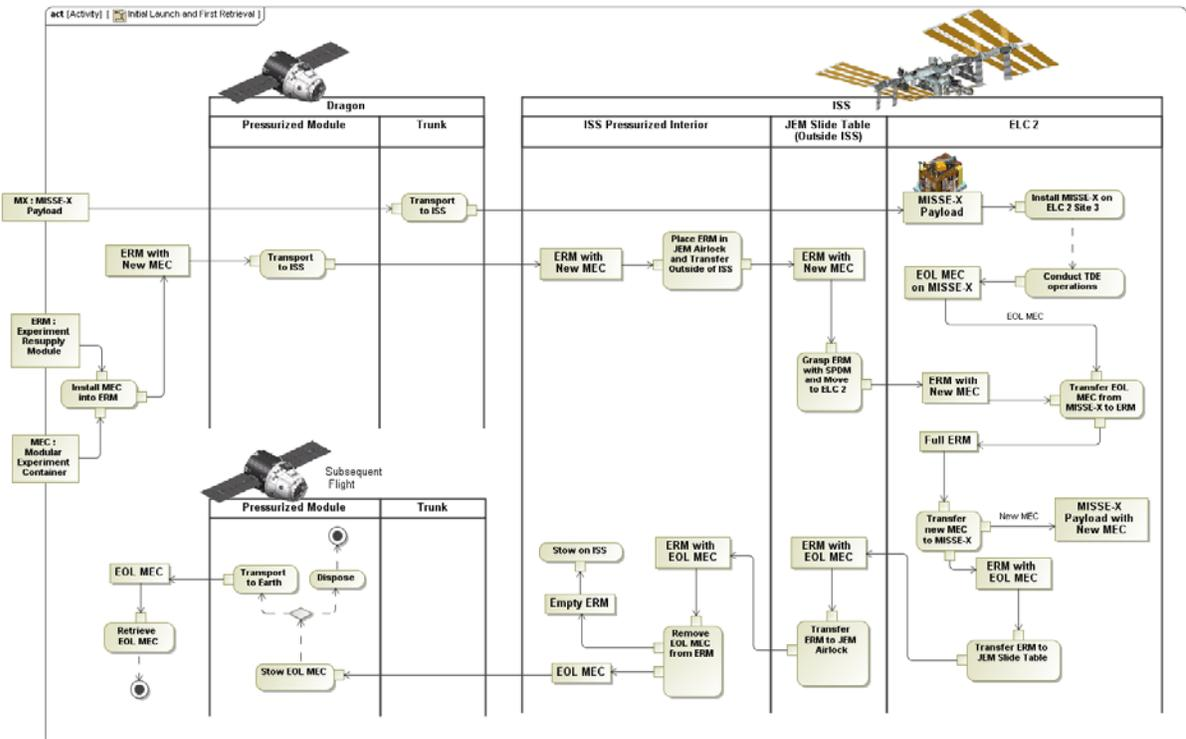 act [Activity] [ Initial Launch and First Retrieval ]
Dragon
Pressurized Module
Trunk
ISS
ISS Pressurized Interior
JEM Slide Table
(Outside ISS)
ELC 2
MX : MISSE-X
Payload
Transport
to ISS
MISSE-X
Payload
Install MISSE-X on
ELC 2 Site 3
ERM with
New MEC
Transport
to ISS
ERM with
New MEC
Place ERM in
JEM Airlock
and Transfer
Outside of ISS
ERM with
New MEC
EOL MEC
on MISSE-X
Conduct TDE
operations
EOL MEC
ERM :
Experiment
Resupply
Module
Install MEC
into ERM
MEC :
Modular
Experiment
Container
Grasp ERM
with SPDM
and Move
to ELC 2
ERM with
New MEC
Transfer EOL
MEC from
MISSE-X to ERM
Full ERM
Transfer
new MEC
to MISSE-X
New MEC
MISSE-X
Payload with
New MEC
ERM with
EOL MEC
Transfer ERM to
JEM Slide Table
Subsequent
Flight
Pressurized Module
Trunk
EOL MEC
Transport
to Earth
Dispose
Retrieve
EOL MEC
Stow EOL MEC
Stow on ISS
Empty ERM
EOL MEC
ERM with
EOL MEC
Remove
EOL MEC
from ERM
ERM with
EOL MEC
Transfer
ERM to JEM
Airlock